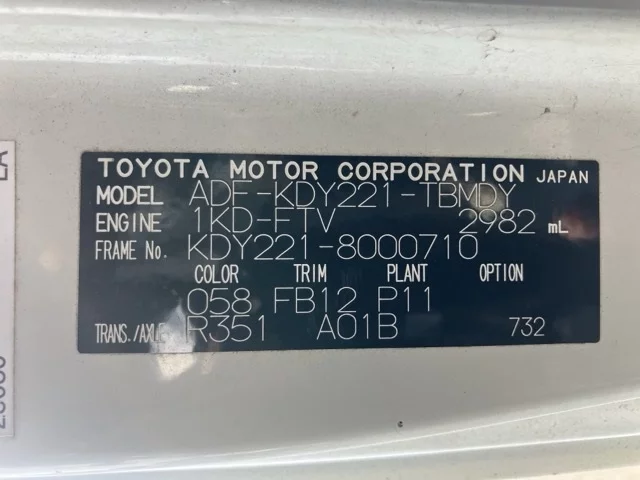 TOYOTA MOTOR CORPORATION JAPAN
MODEL ADF-KDY221-TBMDY
ENGINE 1KD-FTV 2982 mL
FRAME No. KDY221-8000710
COLOR TRIM PLANT OPTION
058 FB12 P11
TRANS./AXLE R351 A01B 732